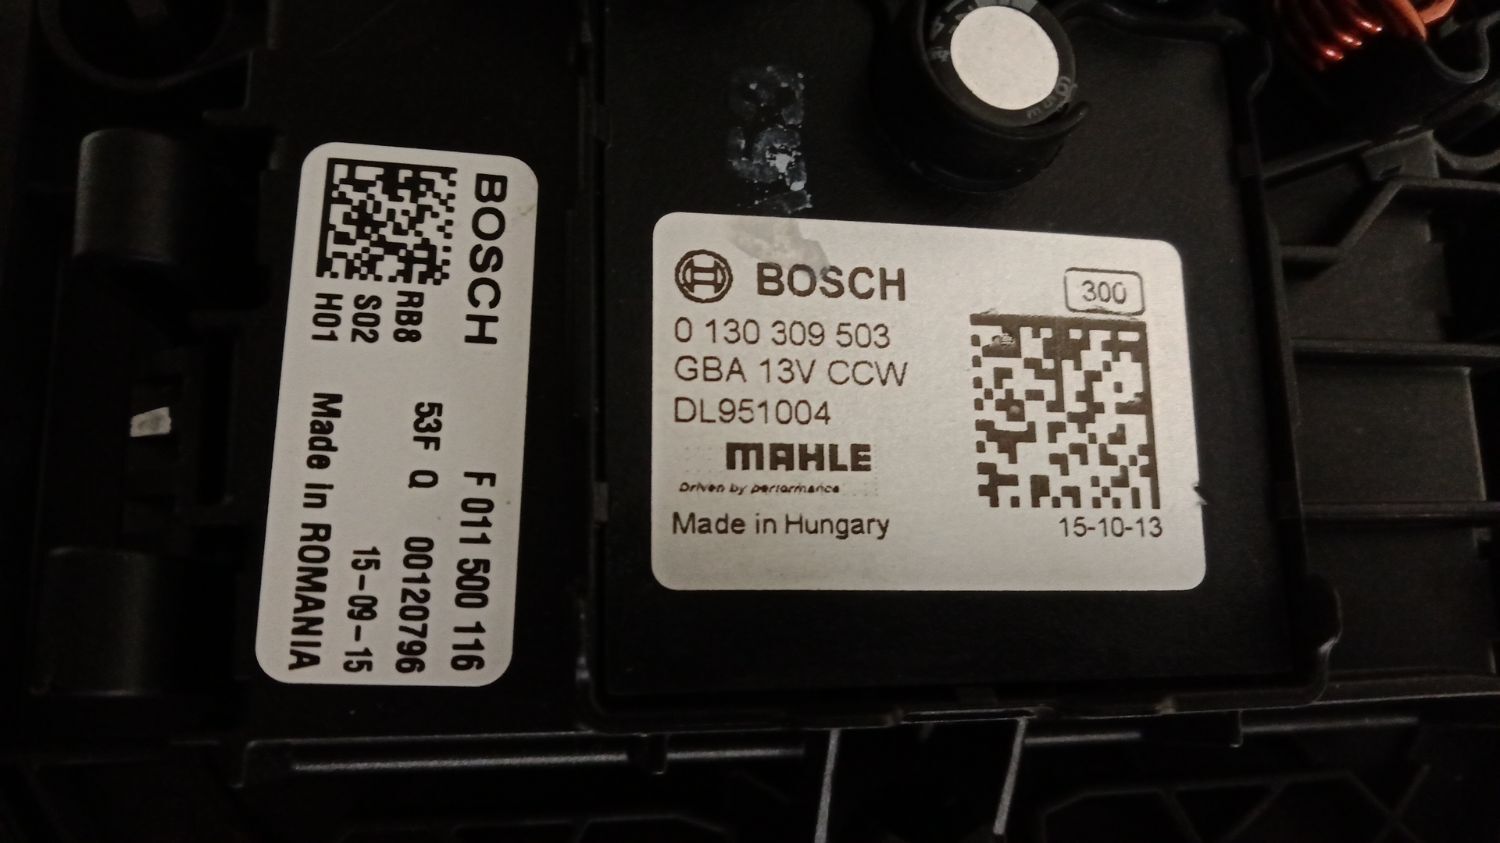 BOSCH
F 011 500 116
RB8 53F Q 00120796
S02 15-09-15
H01 Made in ROMANIA
BOSCH
300
0 130 309 503
GBA 13V CCW
DL951004
MAHLE
Driven by performance
Made in Hungary
15-10-13